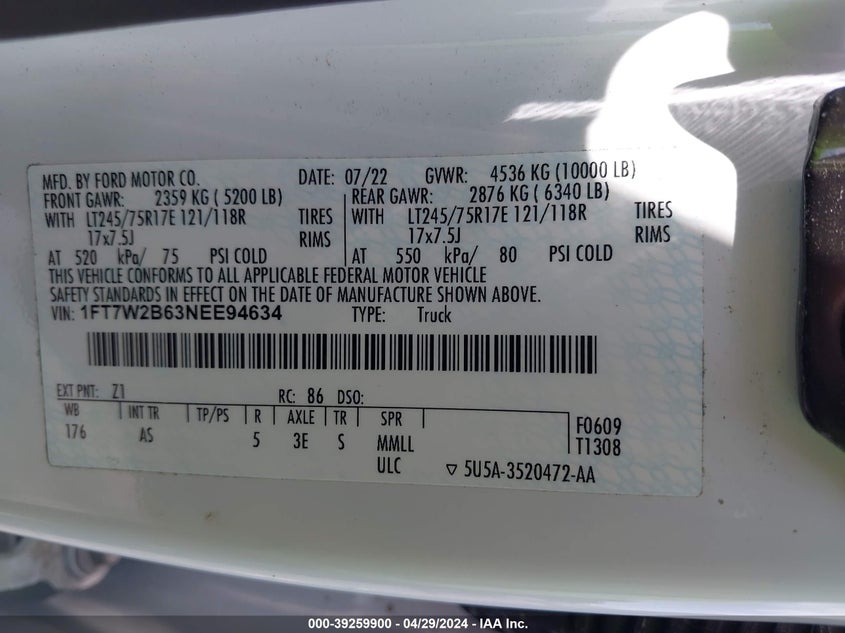 MFD. BY FORD MOTOR CO. DATE: 07/22 GVWR: 4536 KG (10000 LB)
FRONT GAWR: 2359 KG ( 5200 LB) REAR GAWR: 2876 KG ( 6340 LB)
WITH LT245/75R17E 121/118R TIRES WITH LT245/75R17E 121/118R TIRES
17x7.5J RIMS 17x7.5J RIMS
AT 520 kPa/ 75 PSI COLD AT 550 kPa/ 80 PSI COLD
THIS VEHICLE CONFORMS TO ALL APPLICABLE FEDERAL MOTOR VEHICLE
SAFETY STANDARDS IN EFFECT ON THE DATE OF MANUFACTURE SHOWN ABOVE.
VIN: 1FT7W2B63NEE94634 TYPE: Truck
EXT PNT: Z1 RC: 86 DSO:
WB INT TR TP/PS R AXLE TR SPR F0609
176 AS 5 3E S MMLL T1308
ULC ▽ 5U5A-3520472-AA
000-39259900 - 04/29/2024 - IAA Inc.